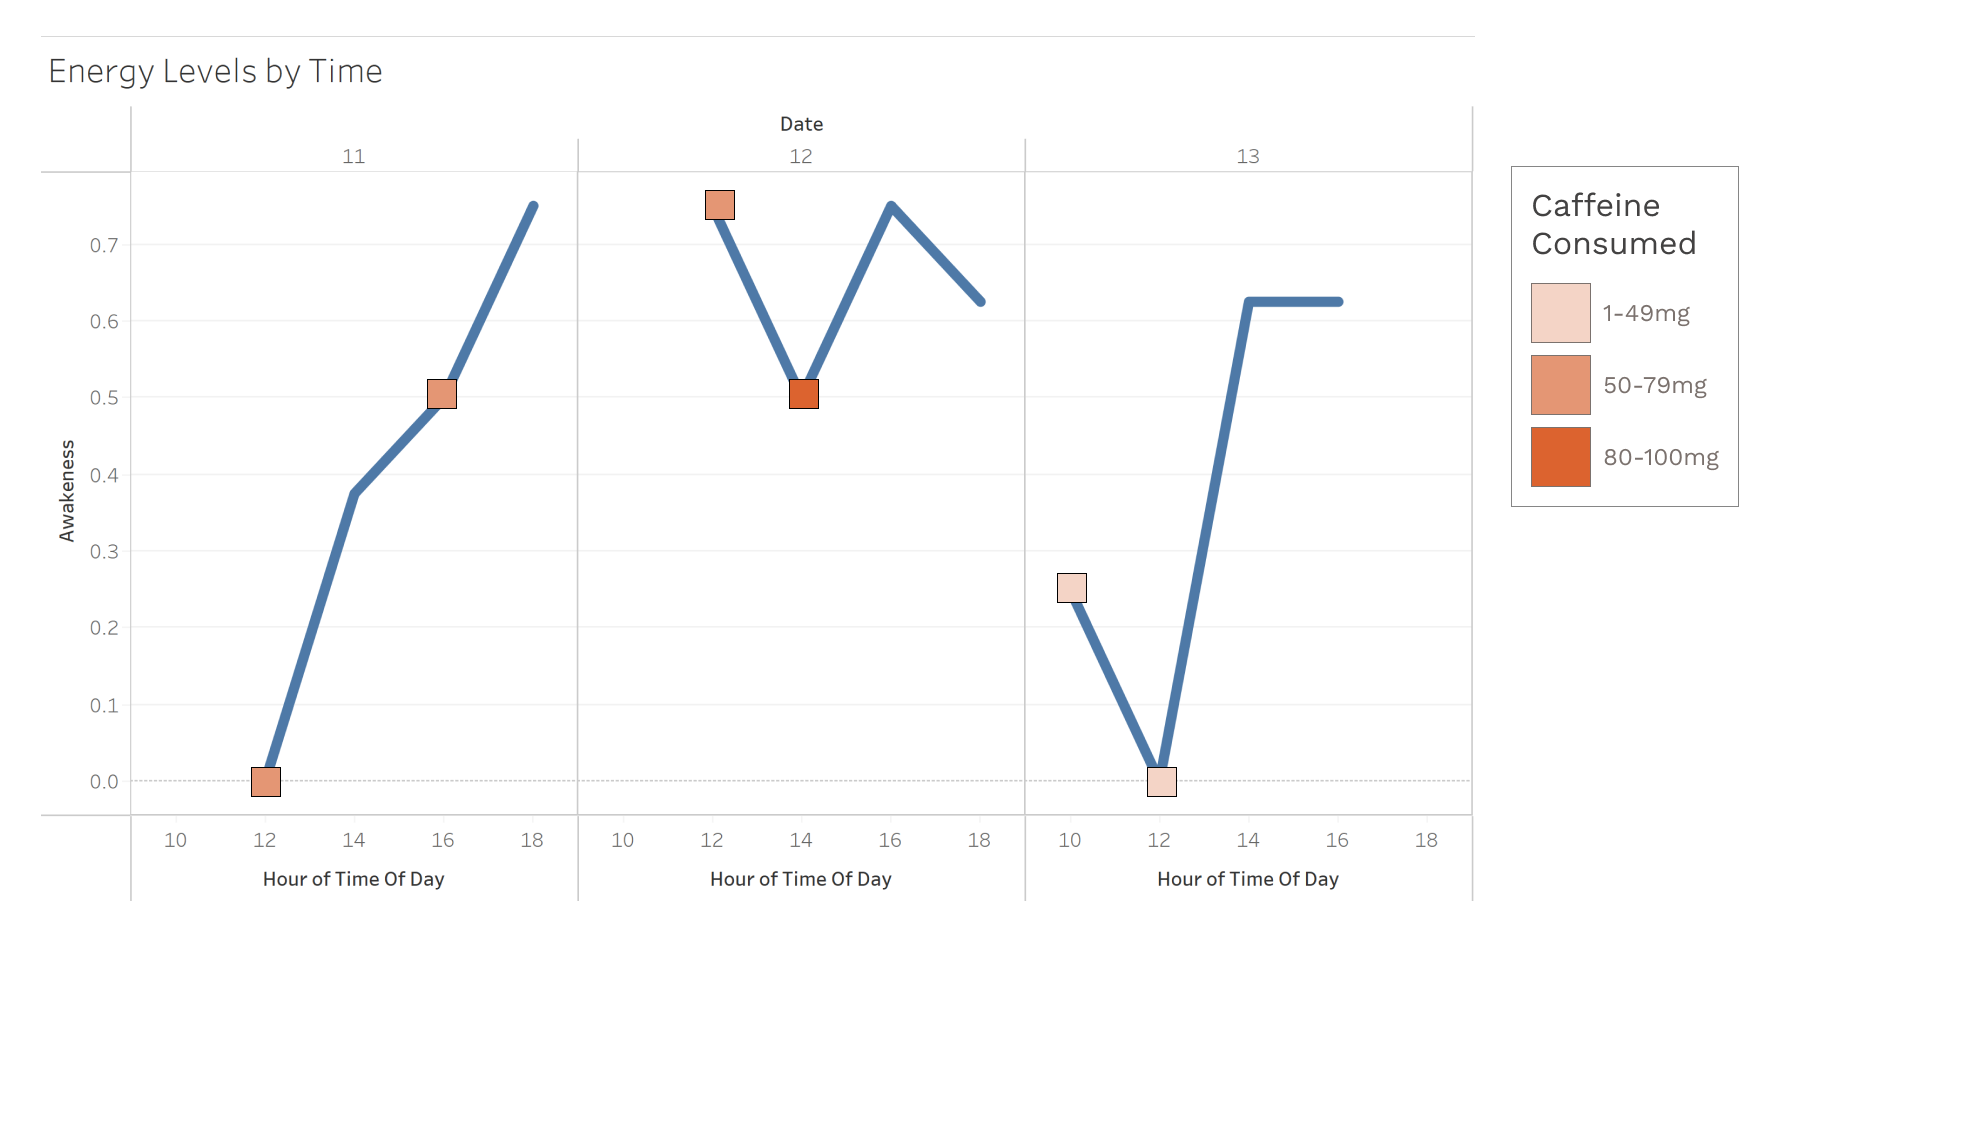 Energy Levels by Time
Date
11 12 13
Caffeine
Consumed
1-49mg
50-79mg
80-100mg
Awakeness
0.7
0.6
0.5
0.4
0.3
0.2
0.1
0.0
10 12 14 16 18 10 12 14 16 18 10 12 14 16 18
Hour of Time Of Day Hour of Time Of Day Hour of Time Of Day